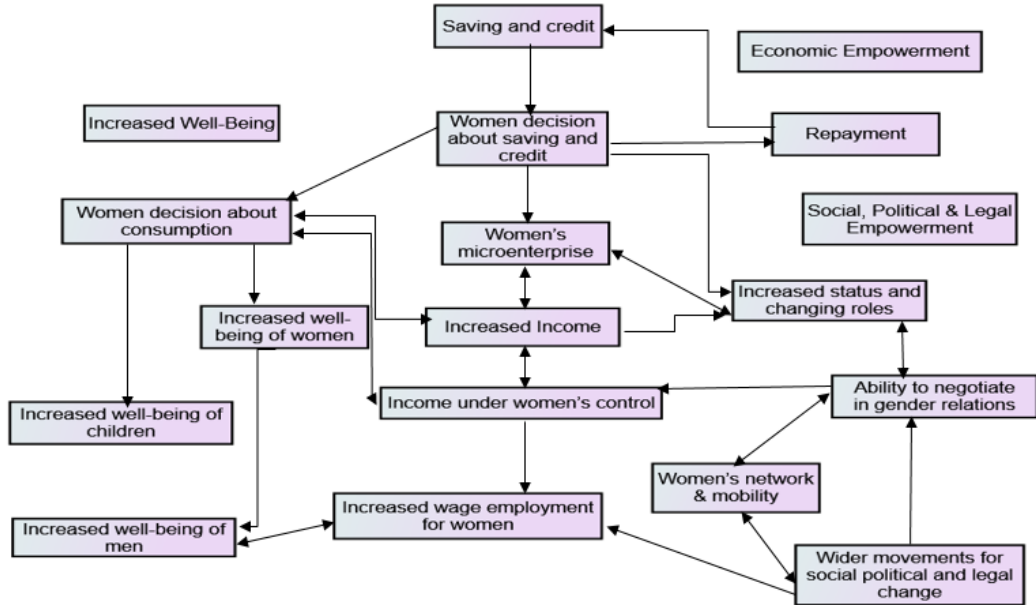 Saving and credit
Economic Empowerment
Increased Well-Being
Women decision
about saving and
credit
Repayment
Women decision about
consumption
Social, Political & Legal
Empowerment
Women's
microenterprise
Increased status and
changing roles
Increased well-
being of women
Increased Income
Ability to negotiate
in gender relations
Income under women's control
Increased well-being of
children
Women's network
& mobility
Increased wage employment
for women
Increased well-being of
men
Wider movements for
social political and legal
change